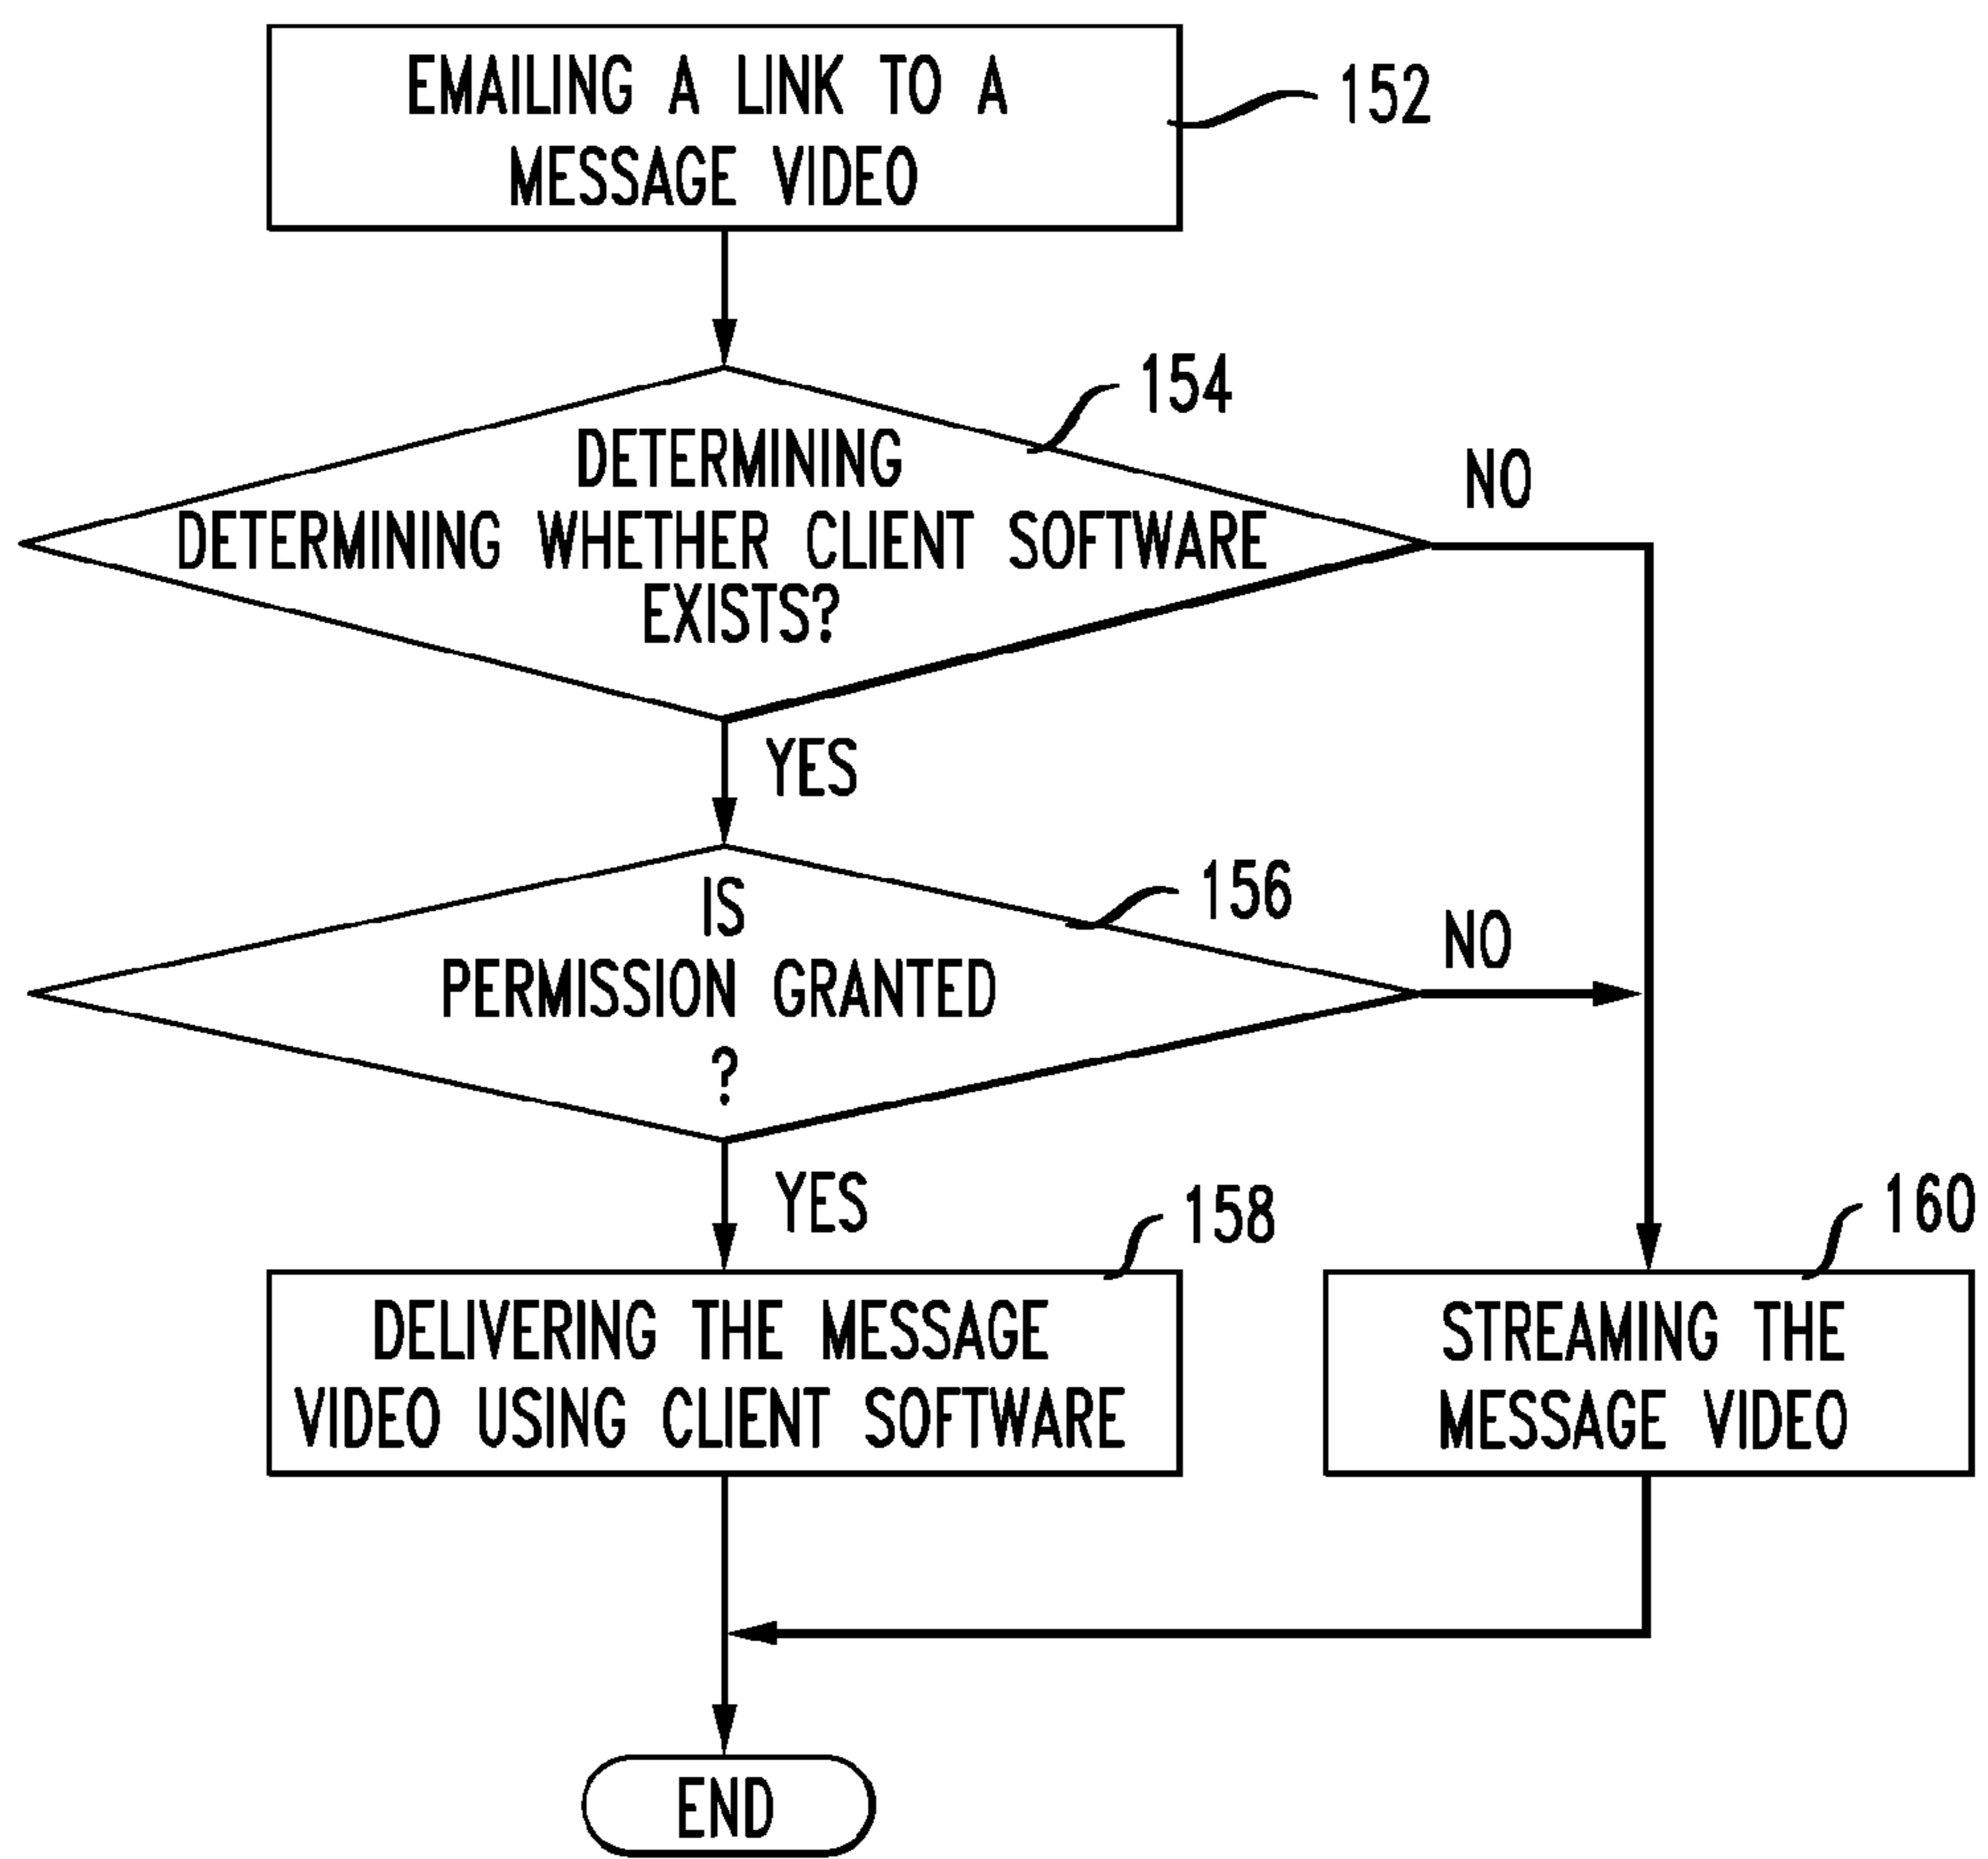 EMAILING A LINK TO A
MESSAGE VIDEO
152
154
DETERMINING
DETERMINING WHETHER CLIENT SOFTWARE
EXISTS?
NO
YES
156
IS
PERMISSION GRANTED
?
NO
YES
158
160
DELIVERING THE MESSAGE
VIDEO USING CLIENT SOFTWARE
STREAMING THE
MESSAGE VIDEO
END